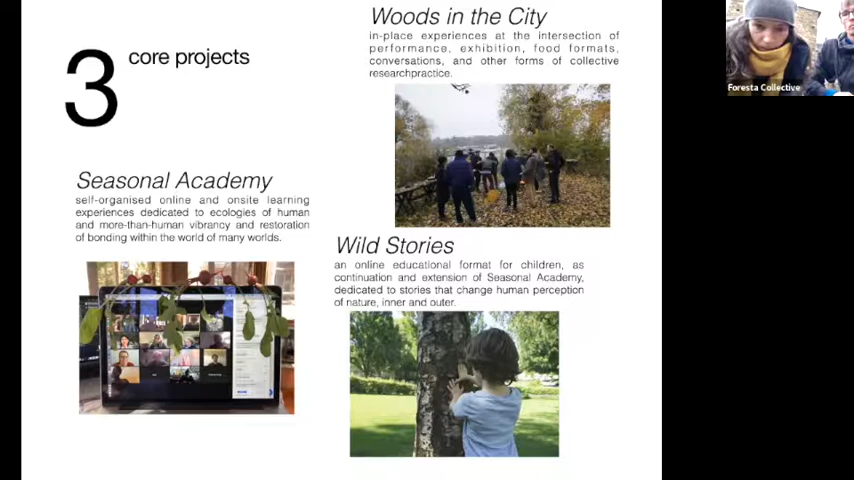 3 core projects
Seasonal Academy
self-organised online and onsite learning
experiences dedicated to ecologies of human
and more-than-human vibrancy and restoration
of bonding within the world of many worlds.
Woods in the City
in-place experiences at the intersection of
performance, exhibition, food formats,
conversations, and other forms of collective
researchpractice.
Wild Stories
an online educational format for children, as
continuation and extension of Seasonal Academy,
dedicated to stories that change human perception
of nature, inner and outer.
Foresta Collective